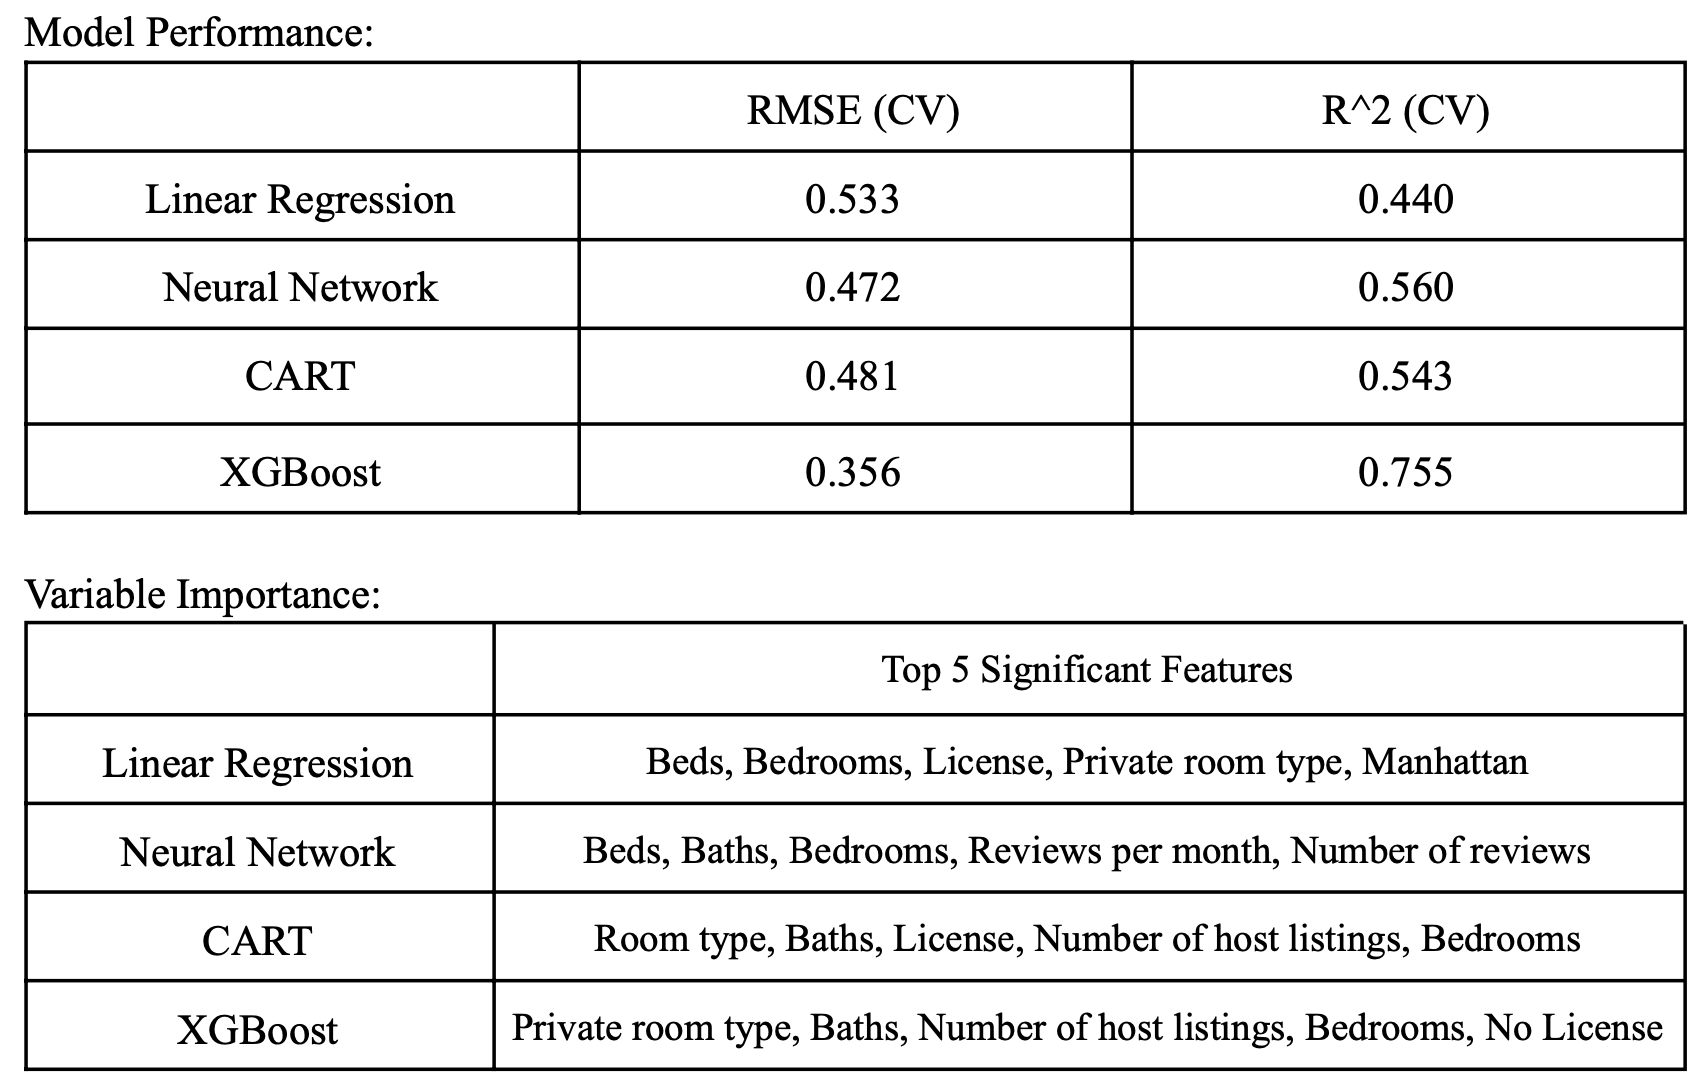 Model Performance:
RMSE (CV) R^2 (CV)
Linear Regression 0.533 0.440
Neural Network 0.472 0.560
CART 0.481 0.543
XGBoost 0.356 0.755
Variable Importance:
Top 5 Significant Features
Linear Regression Beds, Bedrooms, License, Private room type, Manhattan
Neural Network Beds, Baths, Bedrooms, Reviews per month, Number of reviews
CART Room type, Baths, License, Number of host listings, Bedrooms
XGBoost Private room type, Baths, Number of host listings, Bedrooms, No License